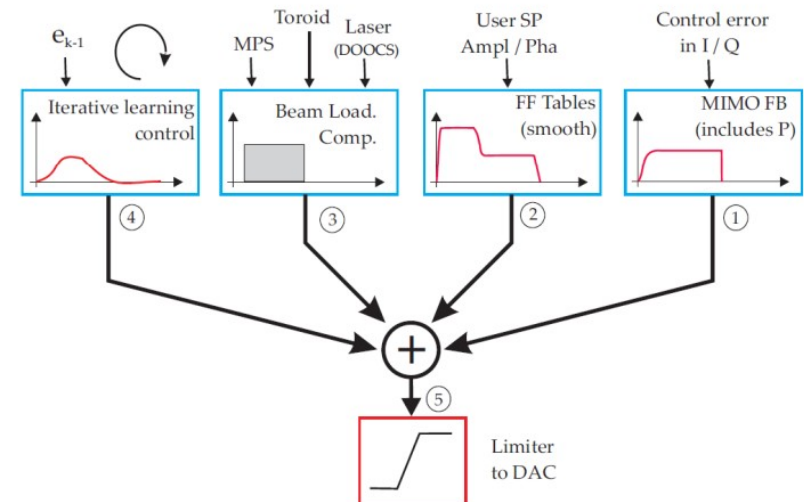 e_{k-1}
MPS
Toroid
Laser
(DOOCS)
User SP
Ampl / Pha
Control error
in I / Q
Iterative learning
control
Beam Load.
Comp.
FF Tables
(smooth)
MIMO FB
(includes P)
④
③
②
①
+
⑤
Limiter
to DAC